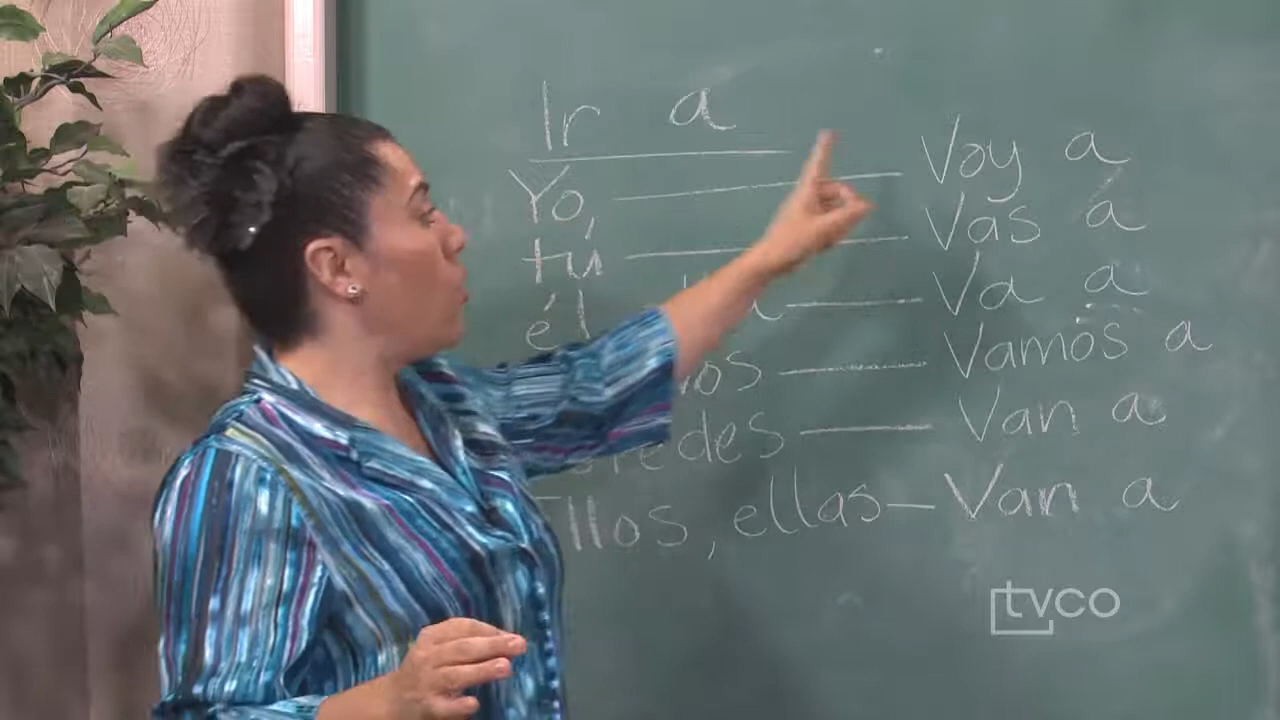 Ir a
Yo, Voy a
tú Vas a
él Va a
Vamos a
Van a
Ellos, ellas Van a
tvco